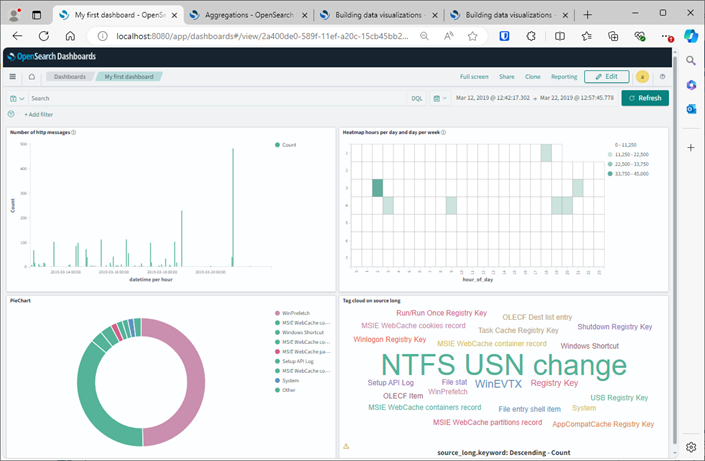 My first dashboard - OpenSearch
Aggregations - OpenSearch
Building data visualizations -
Building data visualizations -
localhost:8080/app/dashboards#/view/2a400de0-589f-11ef-a20c-15cb45bb2...
OpenSearch Dashboards
Dashboards
My first dashboard
Full screen
Share
Clone
Reporting
Edit
a
Search
DQL
Mar 12, 2019 @ 12:42:17.302
Mar 22, 2019 @ 12:57:45.778
Refresh
+ Add filter
Number of http messages
Count
500
400
300
200
100
0
Count
datetime per hour
Heatmap hours per day and day per week
0 - 11,250
11,250 - 22,500
22,500 - 33,750
33,750 - 45,000
hour_of_day
PieChart
WinPrefetch
MSIE WebCache co...
Windows Shortcut
MSIE WebCache co...
MSIE WebCache pa...
Setup API Log
MSIE WebCache co...
System
Other
Tag cloud on source long
Run/Run Once Registry Key
OLECF Dest list entry
MSIE WebCache cookies record
Task Cache Registry Key
Shutdown Registry Key
Winlogon Registry Key
MSIE WebCache container record
Windows Shortcut
NTFS USN change
Setup API Log
File stat
WinEVTX
Registry Key
WinPrefetch
OLECF Item
USB Registry Key
MSIE WebCache containers record
File entry shell item
System
MSIE WebCache partitions record
AppCompatCache Registry Key
source_long.keyword: Descending - Count